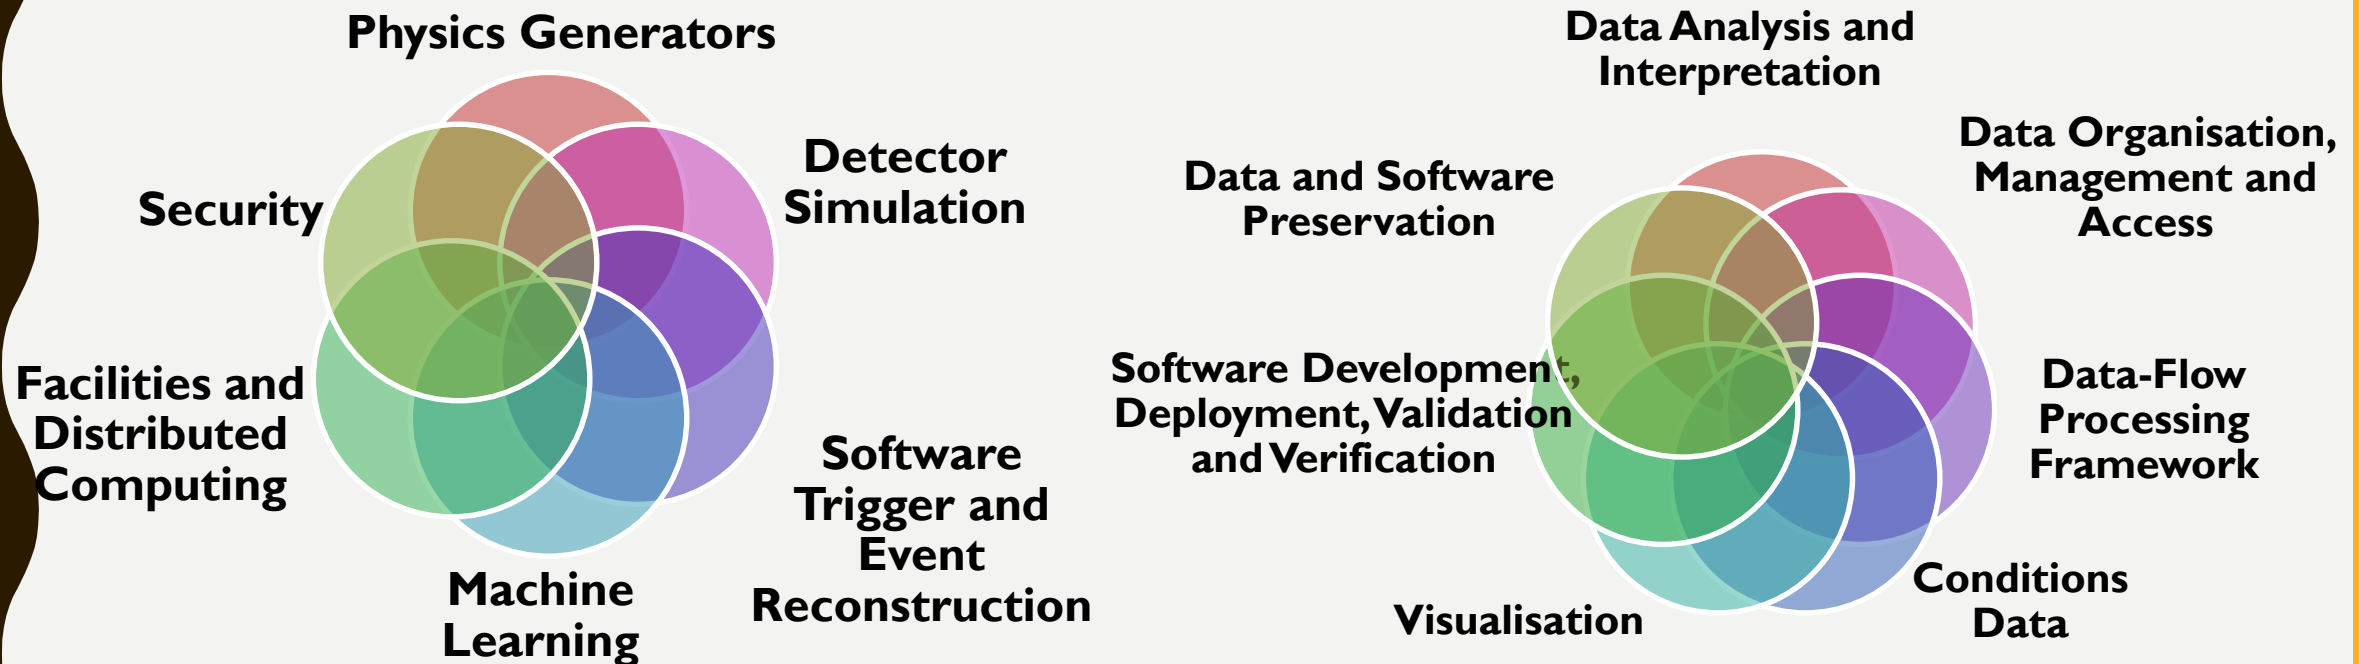 Physics Generators
Detector
Simulation
Software
Trigger and
Event
Reconstruction
Machine
Learning
Facilities and
Distributed
Computing
Security
Data Analysis and
Interpretation
Data Organisation,
Management and
Access
Data-Flow
Processing
Framework
Conditions
Data
Visualisation
Software Development,
Deployment, Validation
and Verification
Data and Software
Preservation